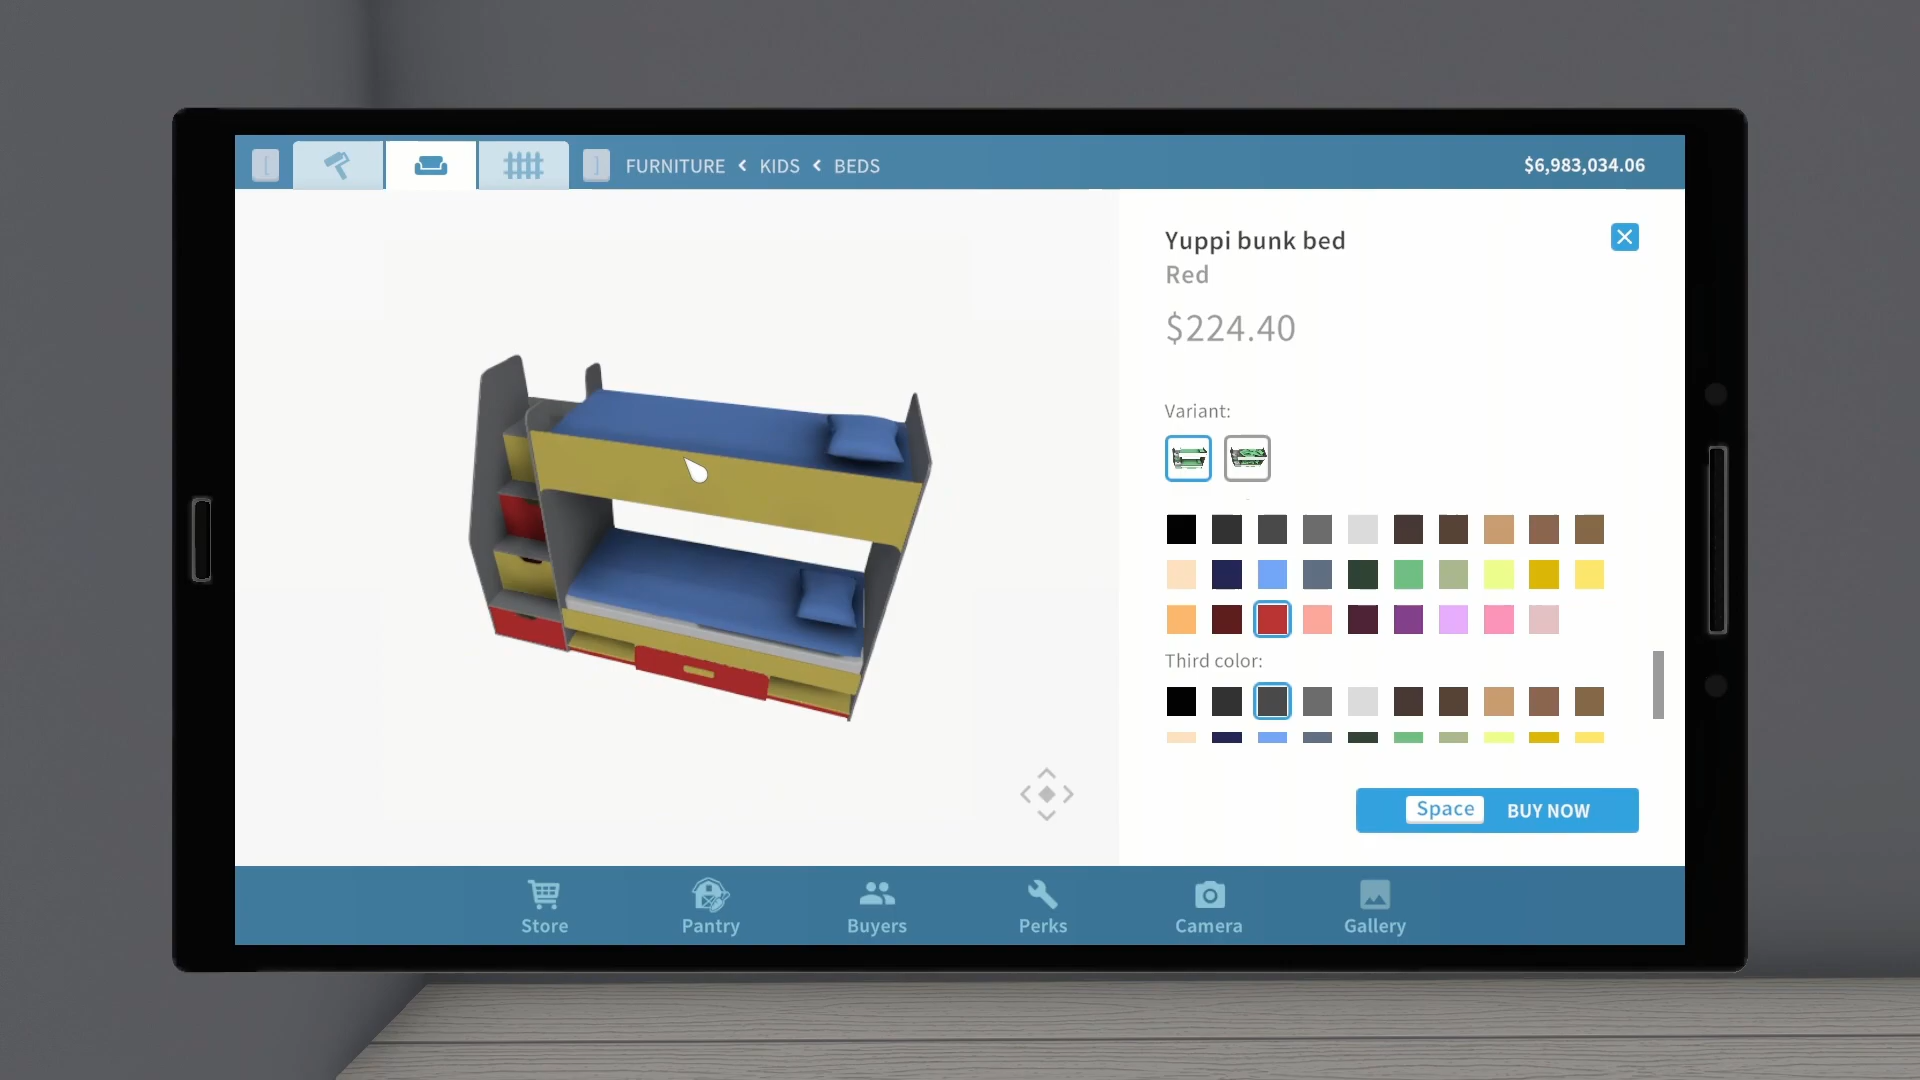 [ ] FURNITURE < KIDS < BEDS $6,983,034.06
Yuppi bunk bed
Red
$224.40
Variant:
Third color:
Space BUY NOW
Store Pantry Buyers Perks Camera Gallery